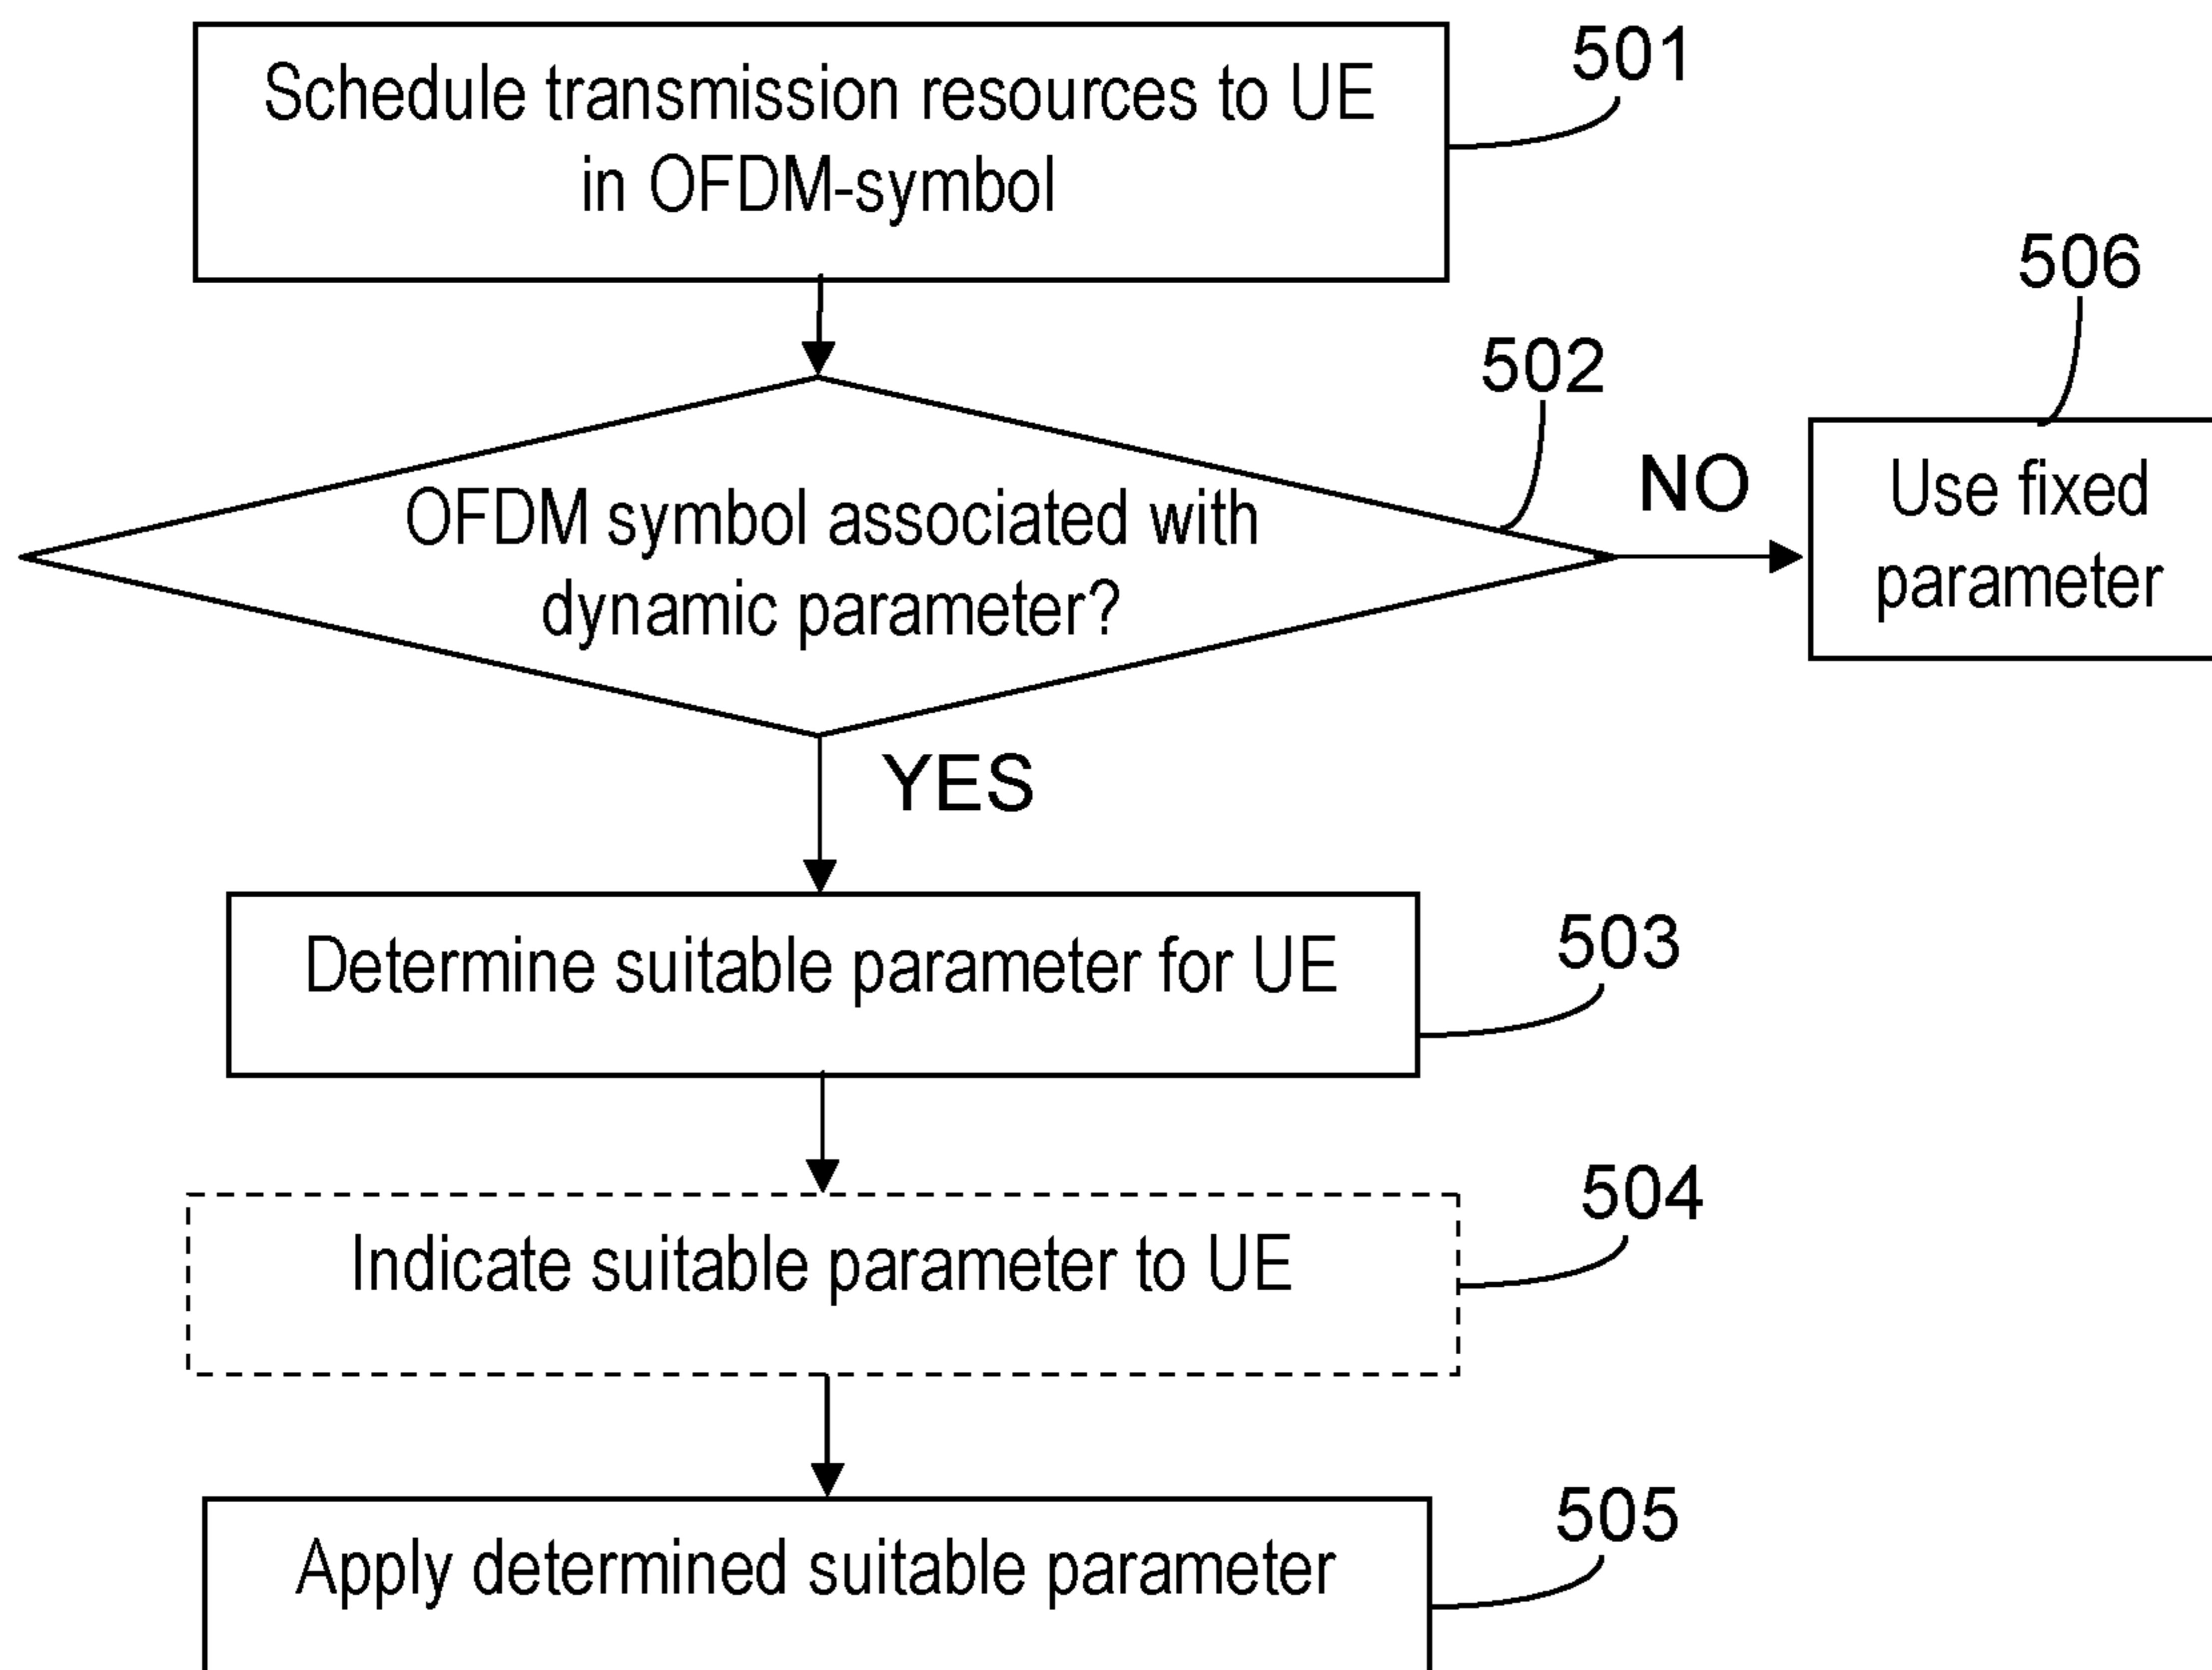 501
Schedule transmission resources to UE
in OFDM-symbol
506
502
NO
Use fixed
parameter
OFDM symbol associated with
dynamic parameter?
YES
503
Determine suitable parameter for UE
504
Indicate suitable parameter to UE
505
Apply determined suitable parameter